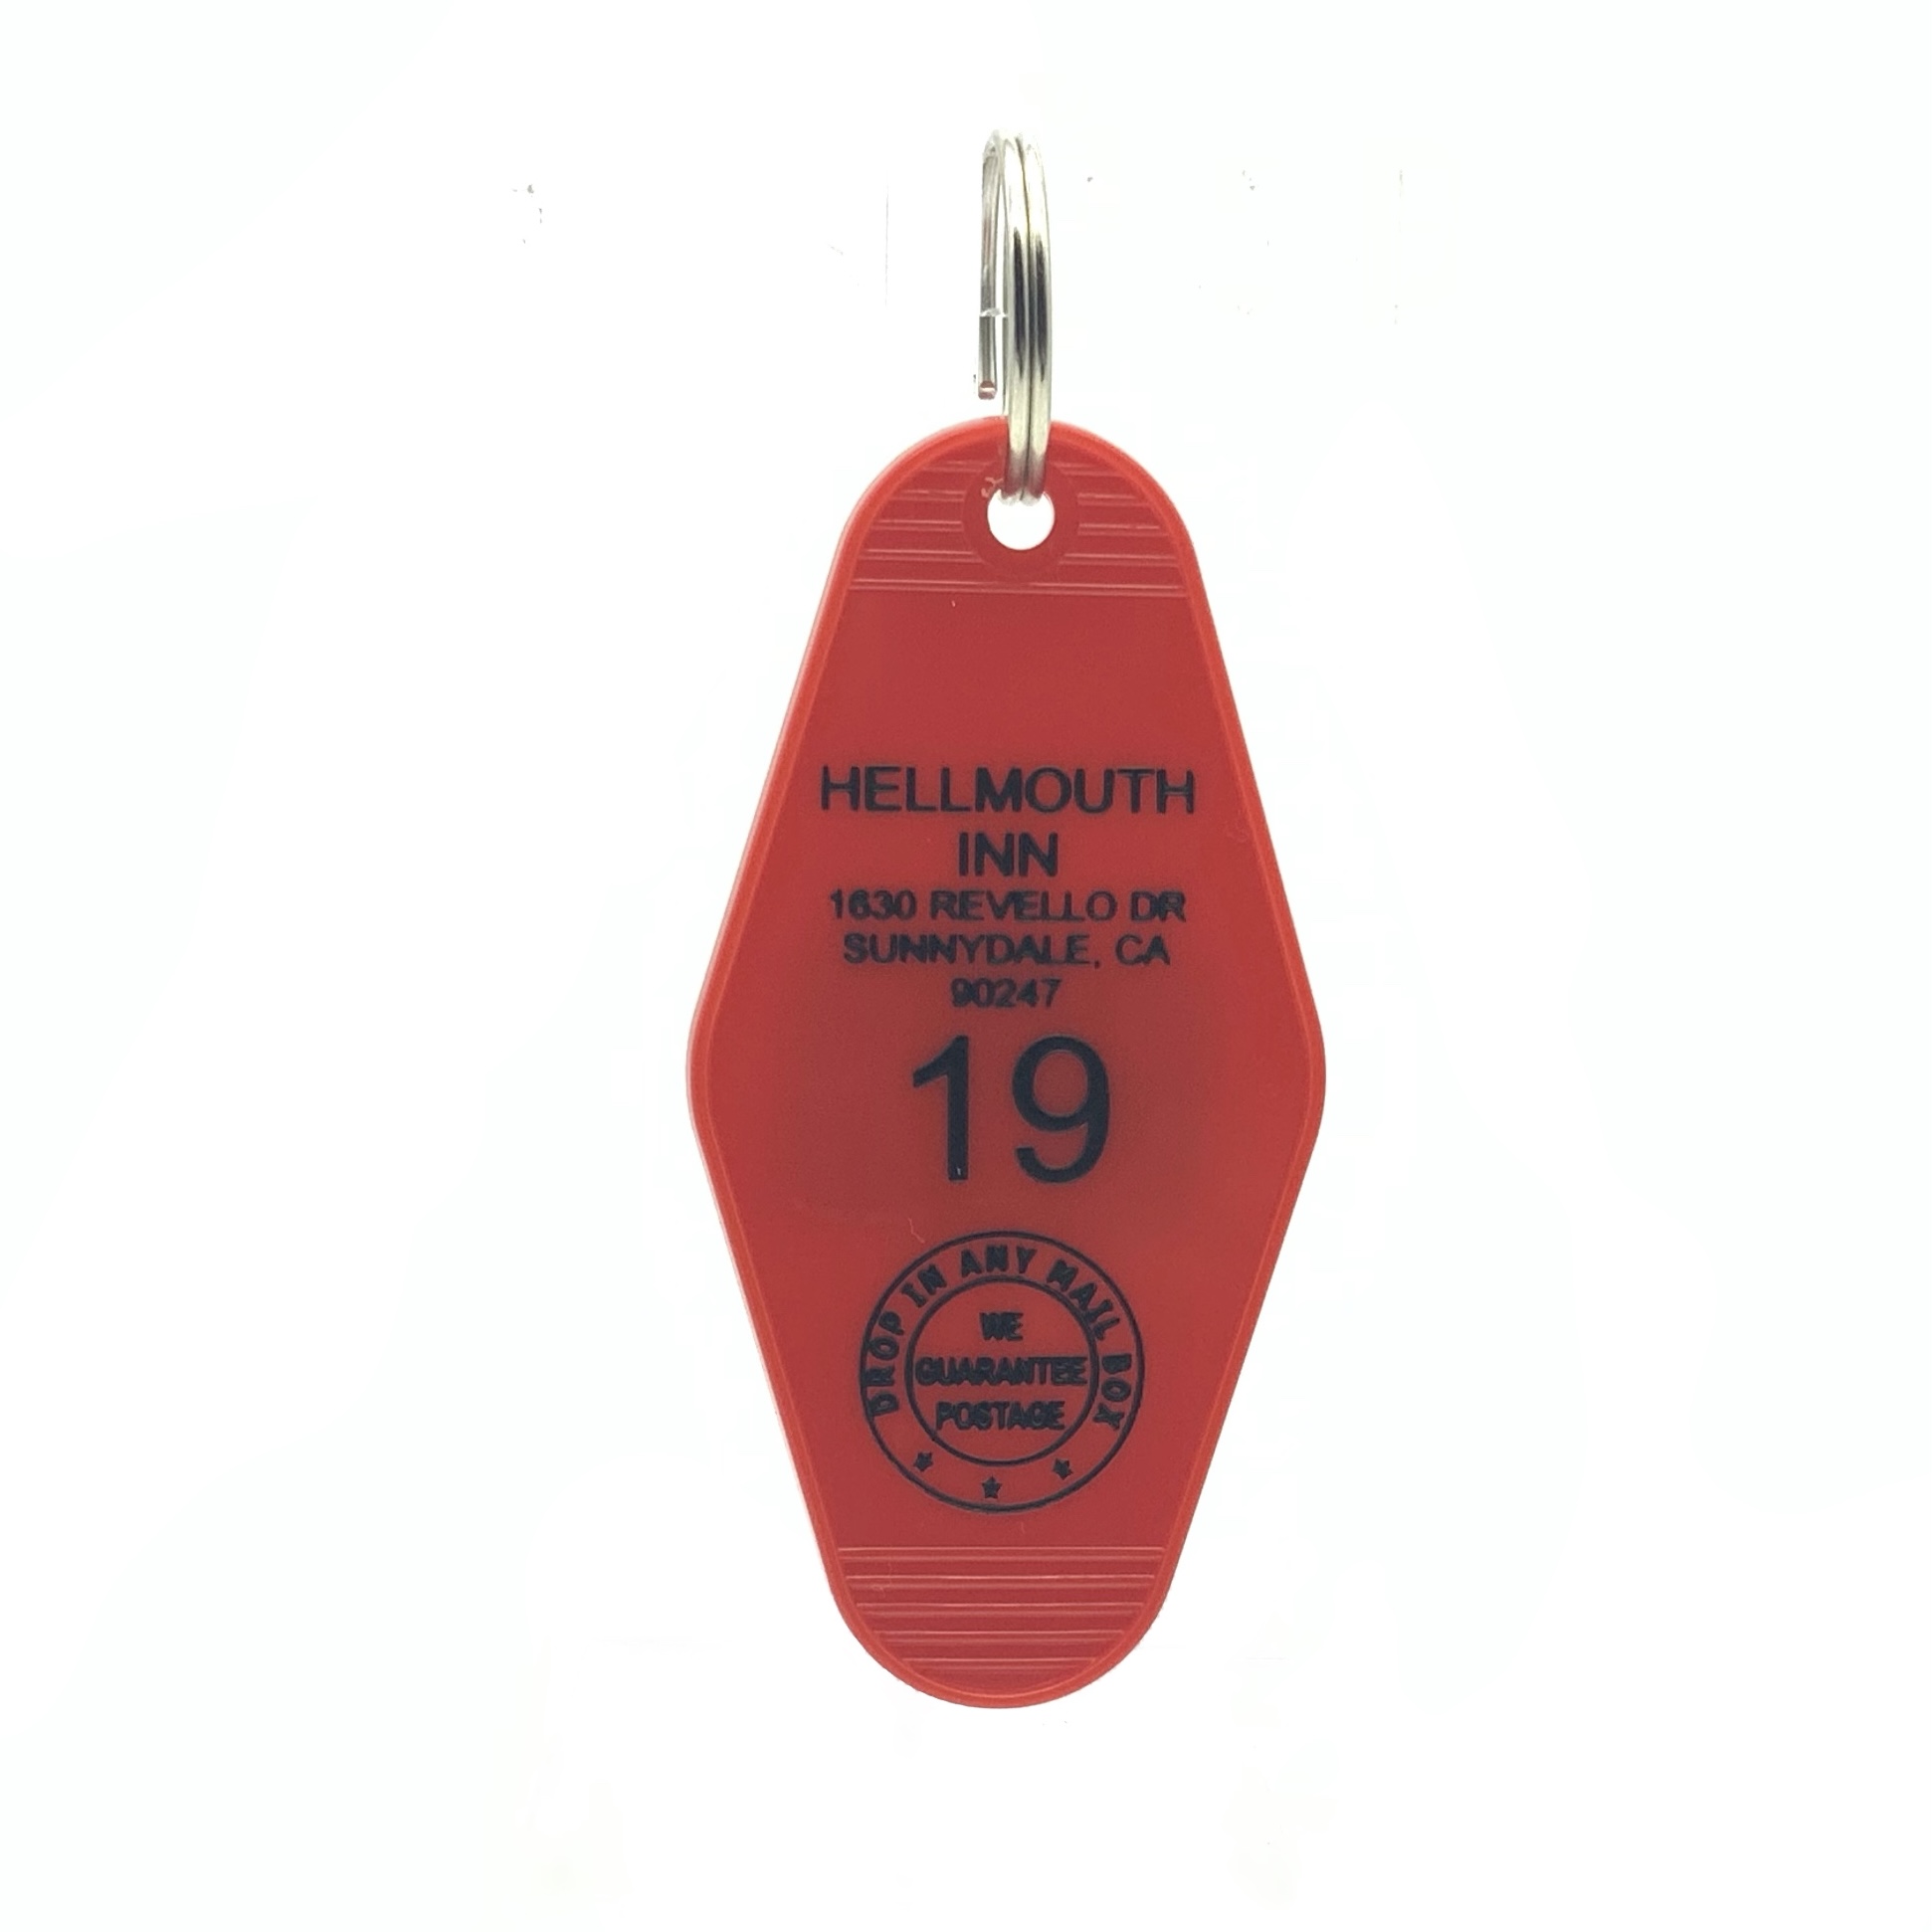 HELLMOUTH
INN
1630 REVELLO DR
SUNNYDALE, CA
90247
19
DROP IN ANY MAIL BOX
WE
GUARANTEE
POSTAGE